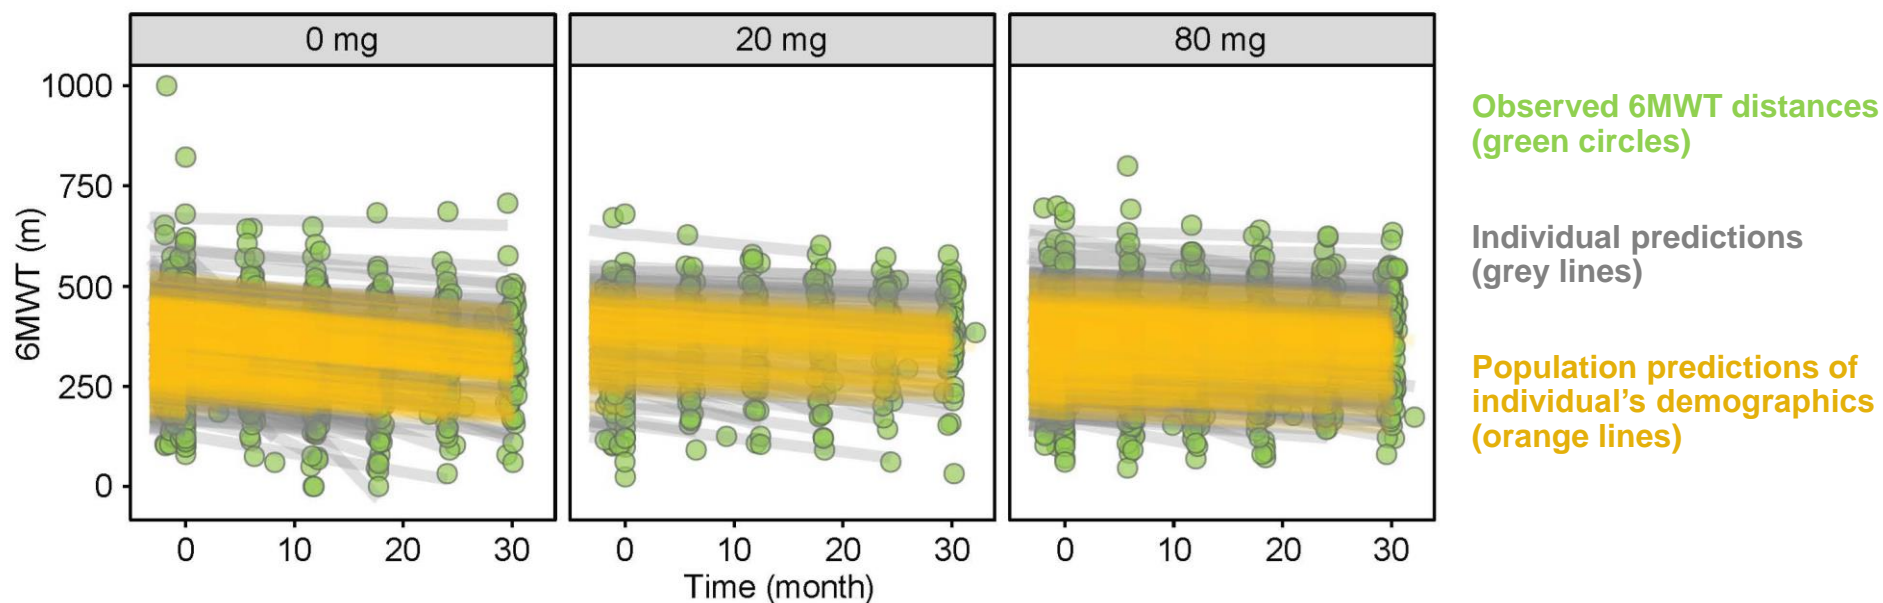 0 mg
20 mg
80 mg
1000
750
500
250
0
6MWT (m)
0 10 20 30
0 10 20 30
0 10 20 30
Time (month)
Observed 6MWT distances
(green circles)
Individual predictions
(grey lines)
Population predictions of
individual's demographics
(orange lines)